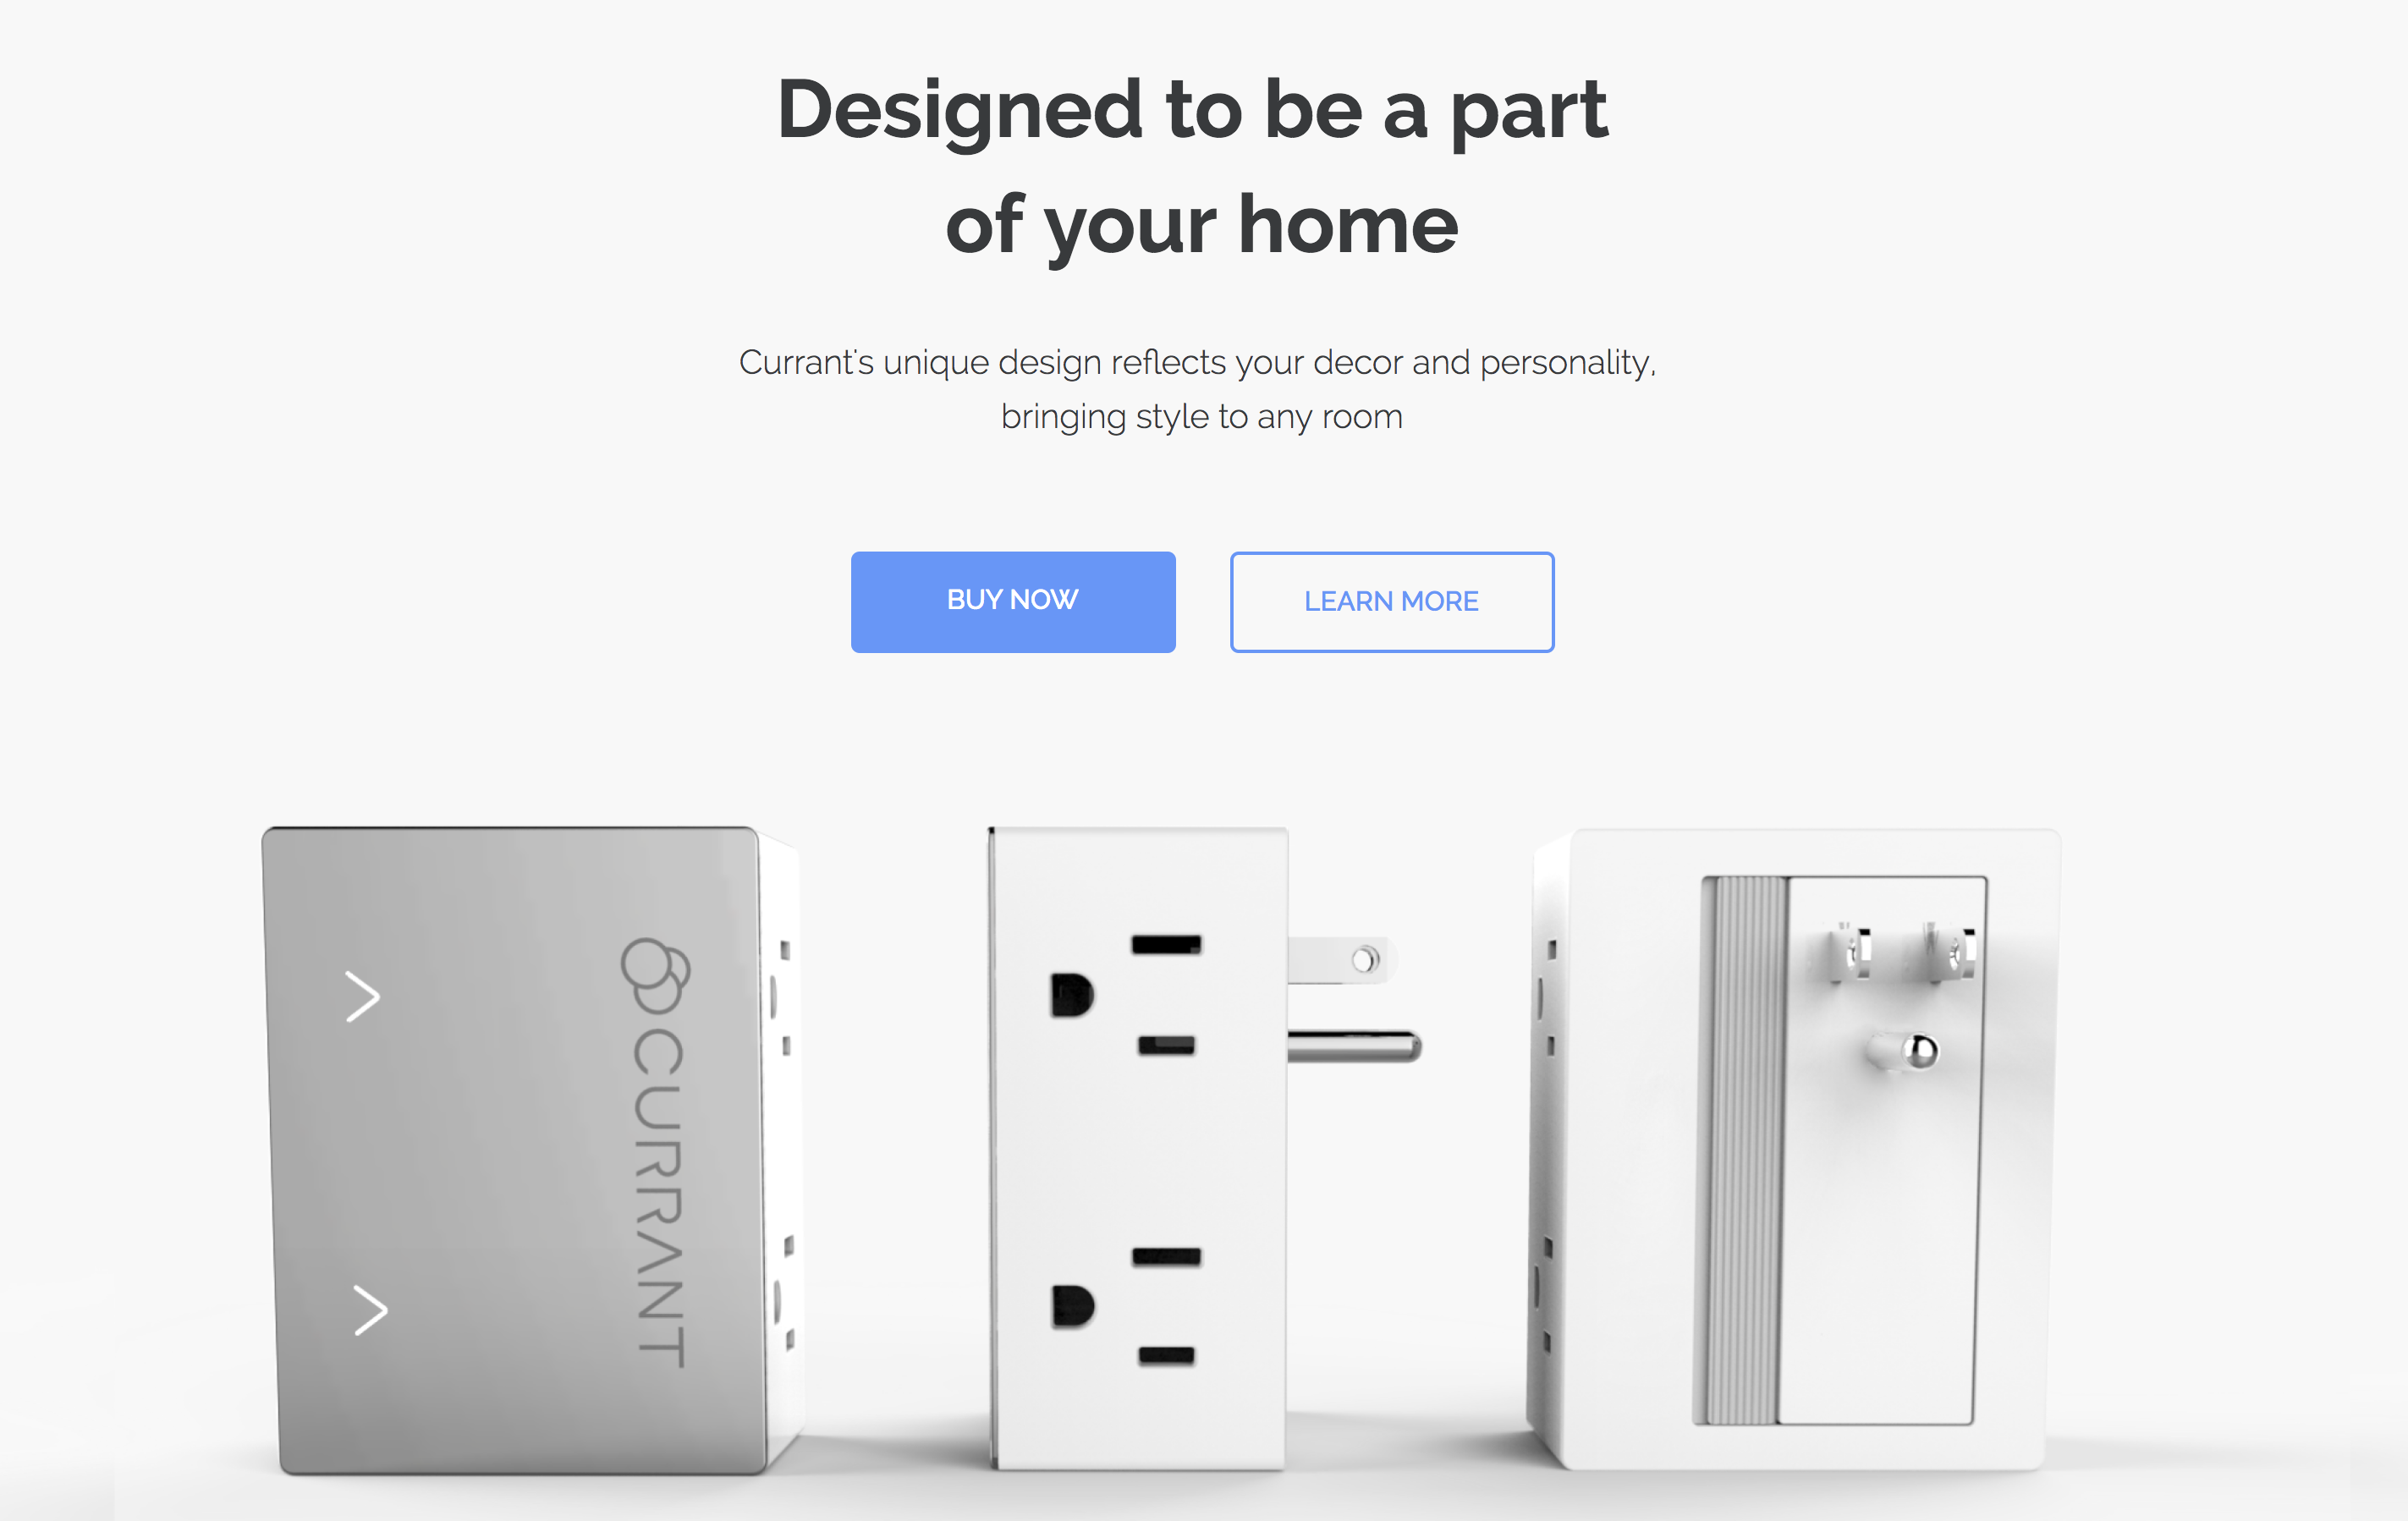 Designed to be a part
of your home
Currant's unique design reflects your decor and personality,
bringing style to any room
BUY NOW
LEARN MORE
CURRANT